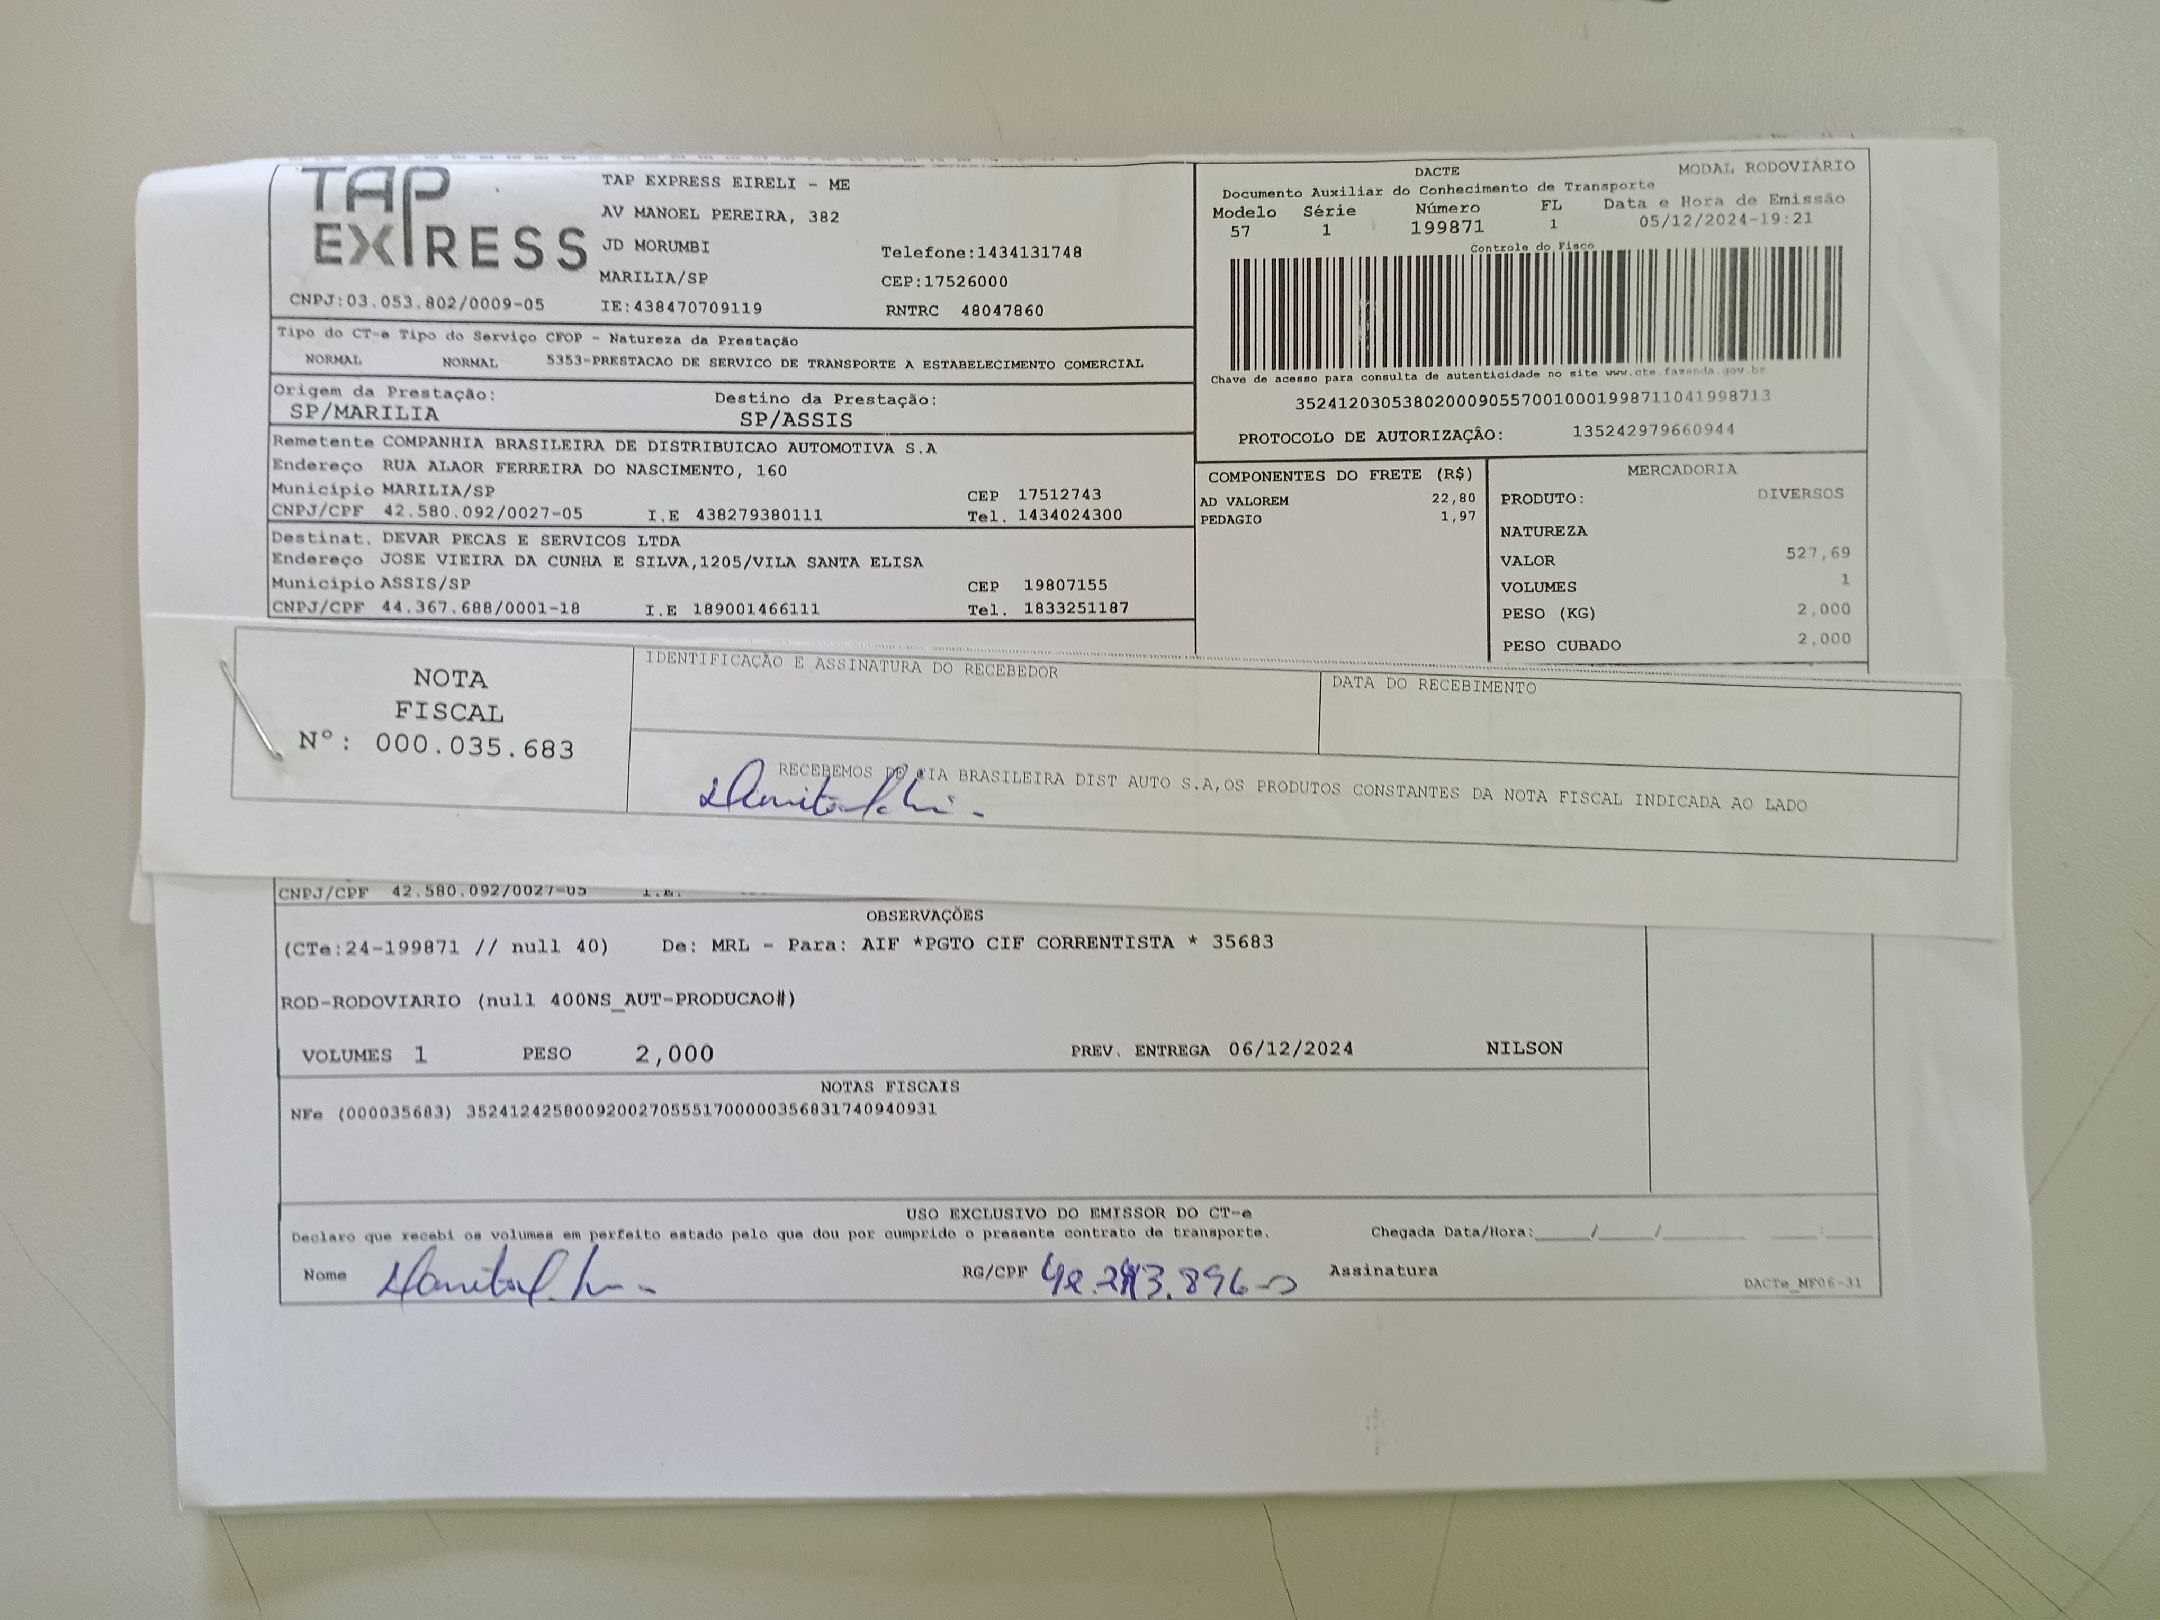 TAP EXPRESS
TAP EXPRESS EIRELI - ME
AV MANOEL PEREIRA, 382
JD MORUMBI
Telefone:1434131748
MARILIA/SP
CEP:17526000
CNPJ:03.053.802/0009-05
IE:438470709119
RNTRC 48047860
DACTE
MODAL RODOVIÁRIO
Documento Auxiliar do Conhecimento de Transporte
Modelo Série Número FL Data e Hora de Emissão
57 1 199871 1 05/12/2024-19:21
Controle do Fisco
Chave de acesso para consulta de autenticidade no site www.cte.fazenda.gov.br
35241203053802000905570010001998711041998713
PROTOCOLO DE AUTORIZAÇÂO: 135242979660944
Tipo do CT-e Tipo do Serviço CFOP - Natureza da Prestação
NORMAL NORMAL 5353-PRESTACAO DE SERVICO DE TRANSPORTE A ESTABELECIMENTO COMERCIAL
Origem da Prestação: Destino da Prestação:
SP/MARILIA SP/ASSIS
Remetente COMPANHIA BRASILEIRA DE DISTRIBUICAO AUTOMOTIVA S.A
Endereço RUA ALAOR FERREIRA DO NASCIMENTO, 160
Município MARILIA/SP CEP 17512743
CNPJ/CPF 42.580.092/0027-05 I.E 438279380111 Tel. 1434024300
Destinat. DEVAR PECAS E SERVICOS LTDA
Endereço JOSE VIEIRA DA CUNHA E SILVA,1205/VILA SANTA ELISA
Município ASSIS/SP CEP 19807155
CNPJ/CPF 44.367.688/0001-18 I.E 189001466111 Tel. 1833251187
COMPONENTES DO FRETE (R$)
AD VALOREM 22,80
PEDAGIO 1,97
MERCADORIA
PRODUTO: DIVERSOS
NATUREZA
VALOR 527,69
VOLUMES 1
PESO (KG) 2,000
PESO CUBADO 2,000
NOTA
FISCAL
Nº: 000.035.683
IDENTIFICAÇÃO E ASSINATURA DO RECEBEDOR
DATA DO RECEBIMENTO
RECEBEMOS DE CIA BRASILEIRA DIST AUTO S.A,OS PRODUTOS CONSTANTES DA NOTA FISCAL INDICADA AO LADO
CNPJ/CPF 42.580.092/0027-05 I.E.
OBSERVAÇÕES
(CTe:24-199871 // null 40) De: MRL - Para: AIF *PGTO CIF CORRENTISTA * 35683
ROD-RODOVIARIO (null 400NS_AUT-PRODUCAO#)
VOLUMES 1 PESO 2,000 PREV. ENTREGA 06/12/2024 NILSON
NOTAS FISCAIS
NFe (000035683) 35241242580092002705551700000356831740940931
USO EXCLUSIVO DO EMISSOR DO CT-e
Declaro que recebi os volumes em perfeito estado pelo que dou por cumprido o presente contrato de transporte. Chegada Data/Hora:_____/_____/_______ ____:____
Nome RG/CPF Assinatura
DACTe_MF06-31